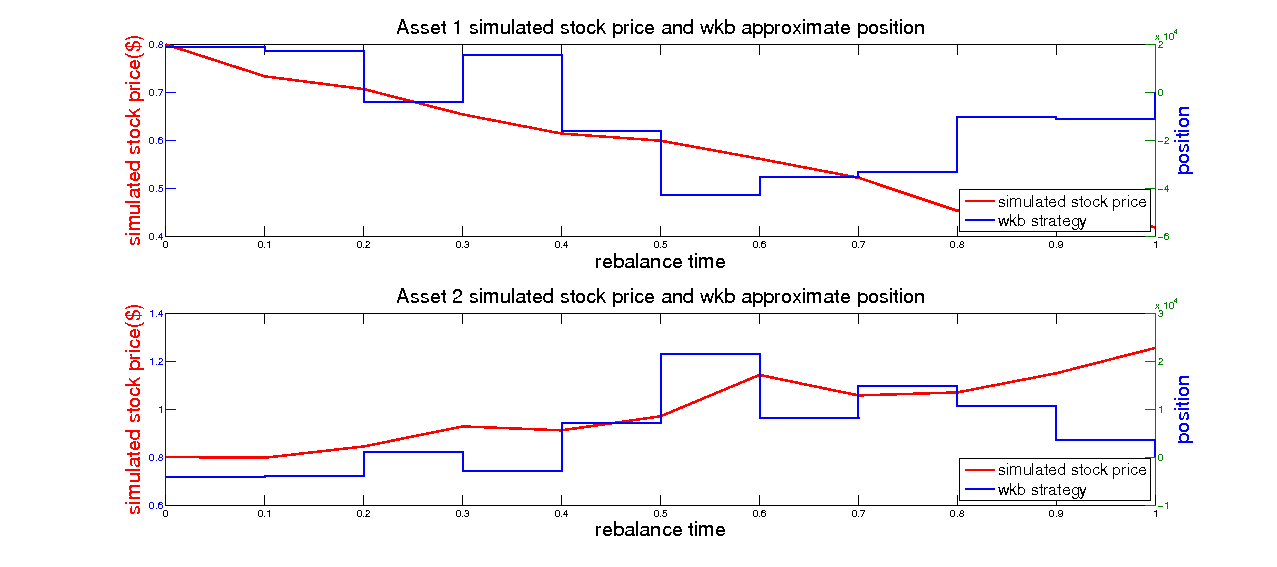 Asset 1 simulated stock price and wkb approximate position
x 10^4
0.8
0.7
0.6
0.5
0.4
simulated stock price($)
2
0
−2
−4
−6
position
simulated stock price
wkb strategy
0 0.1 0.2 0.3 0.4 0.5 0.6 0.7 0.8 0.9 1
rebalance time
Asset 2 simulated stock price and wkb approximate position
x 10^4
1.4
1.2
1
0.8
0.6
simulated stock price($)
3
2
1
0
−1
position
simulated stock price
wkb strategy
0 0.1 0.2 0.3 0.4 0.5 0.6 0.7 0.8 0.9 1
rebalance time